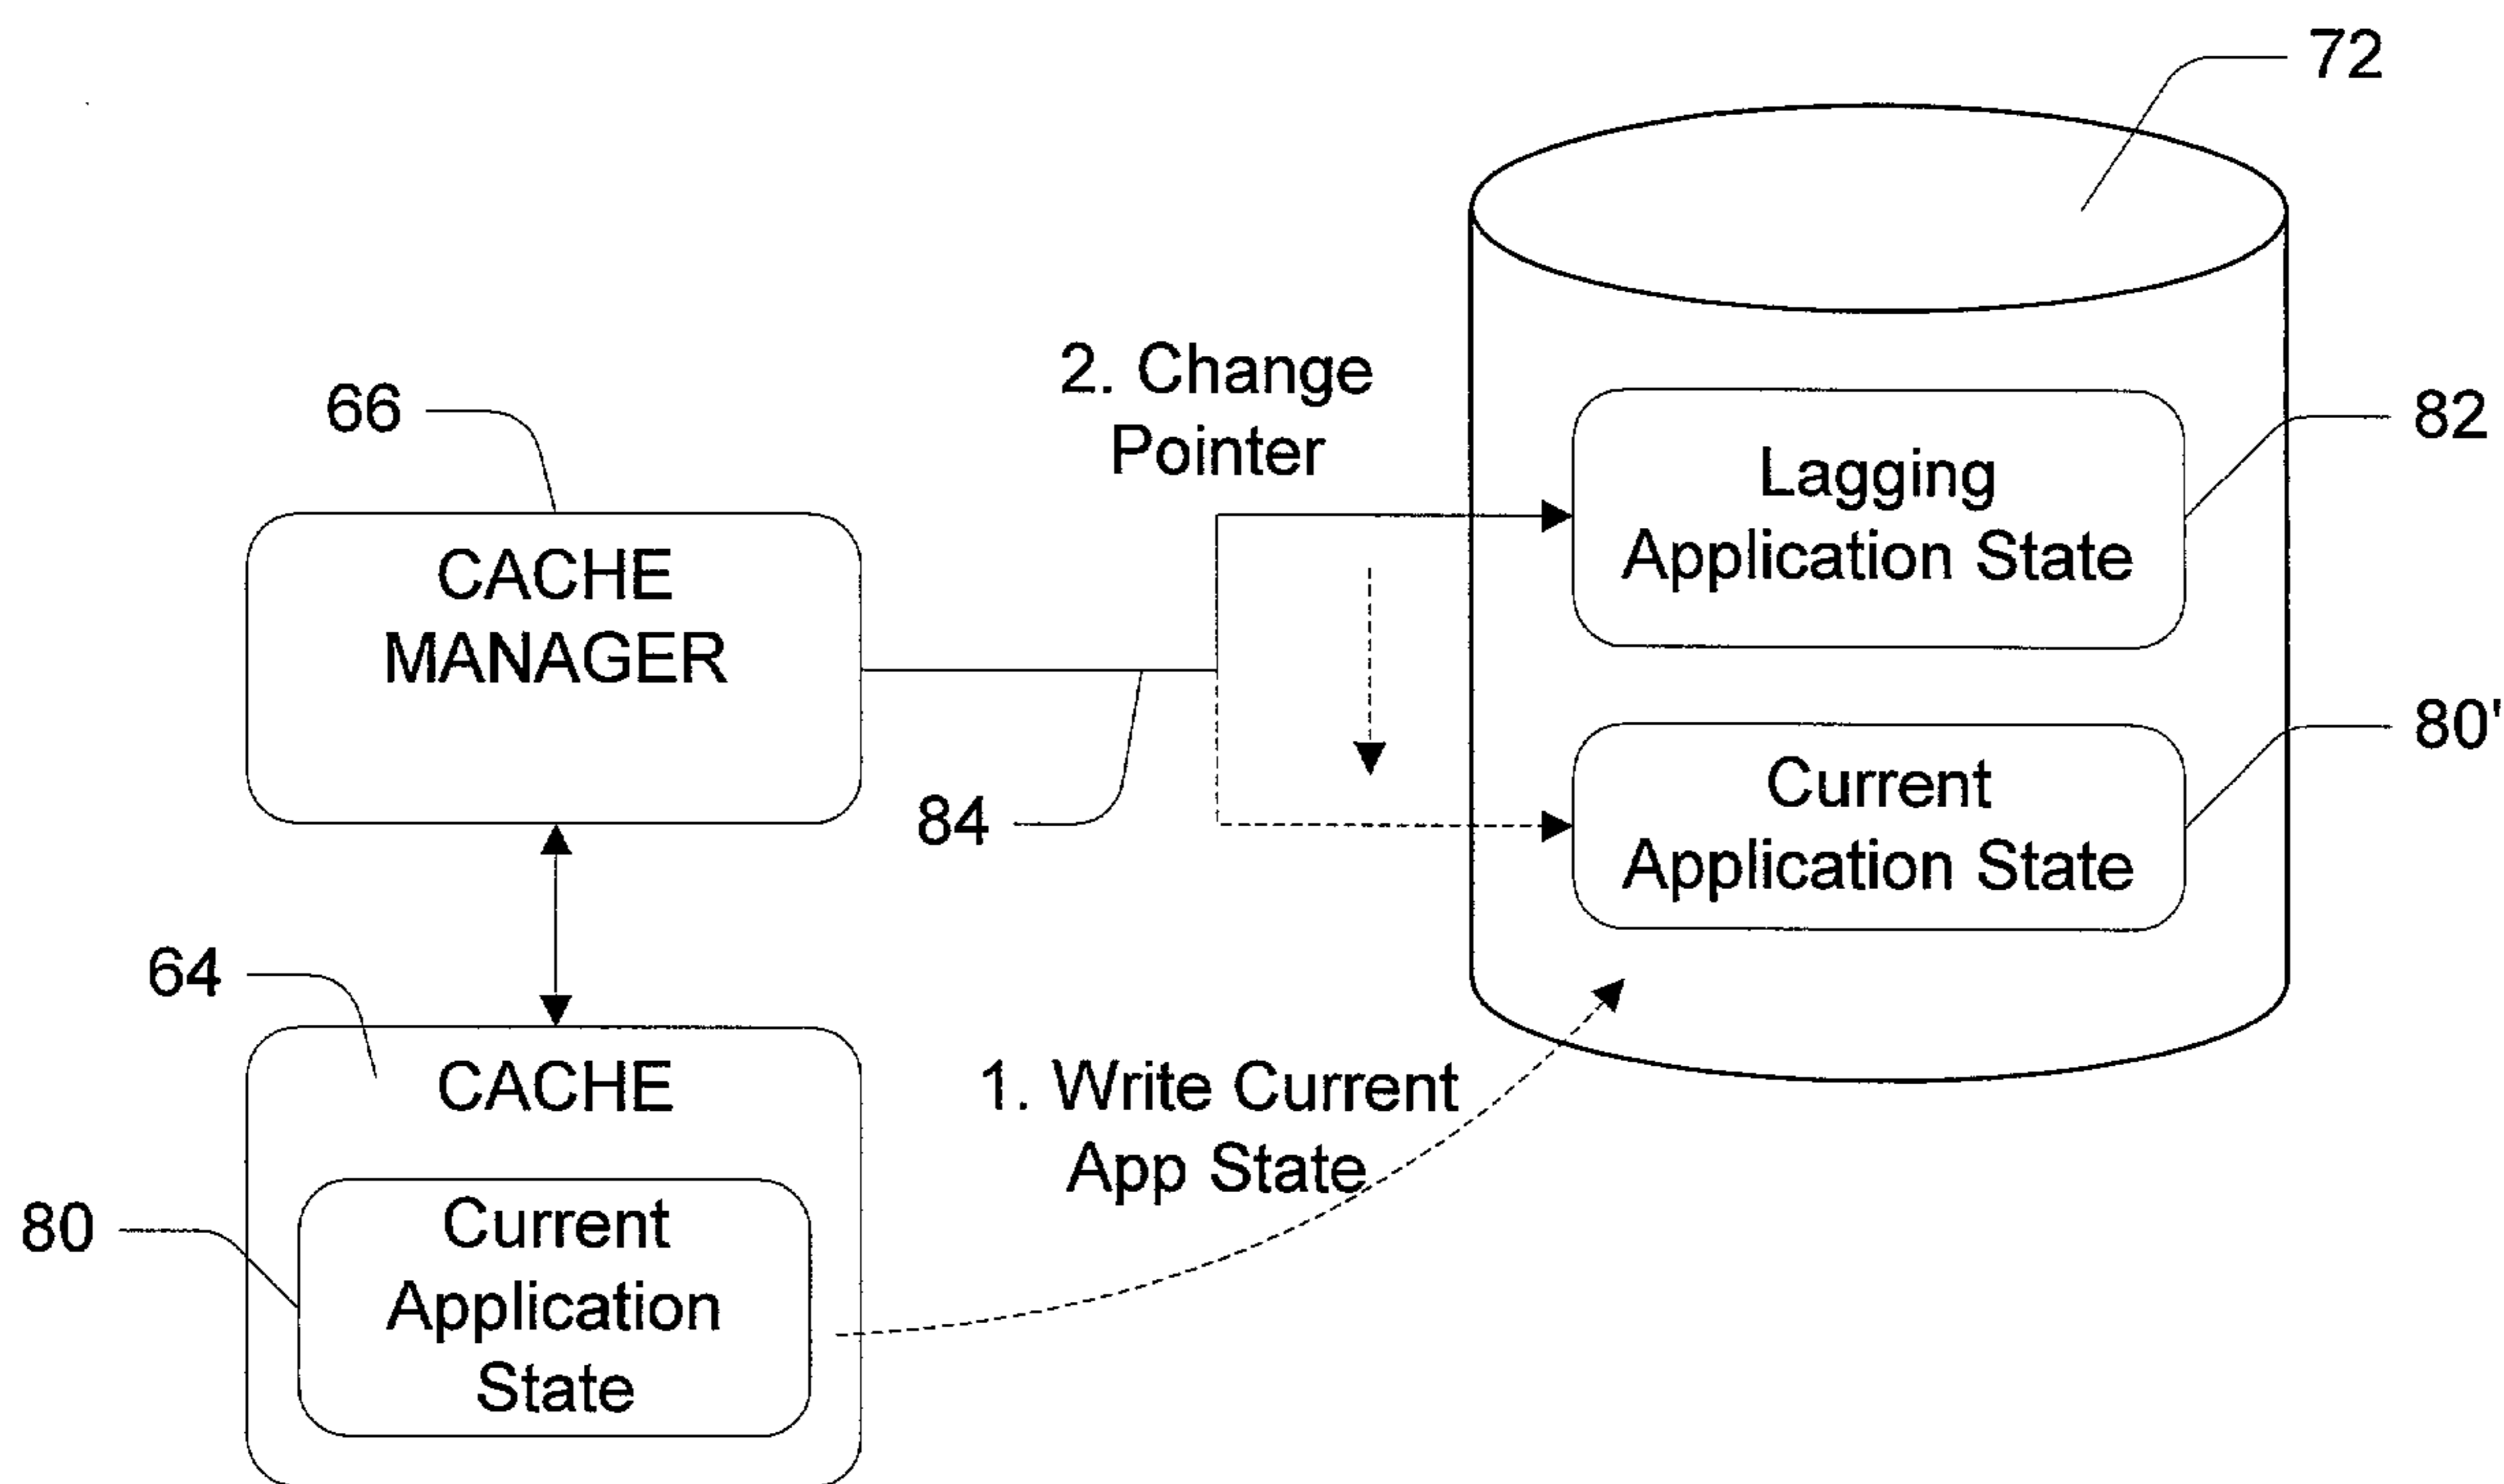 72
2. Change
Pointer
66
82
Lagging
Application State
CACHE
MANAGER
80'
Current
Application State
84
64
CACHE
1. Write Current
App State
80
Current
Application
State